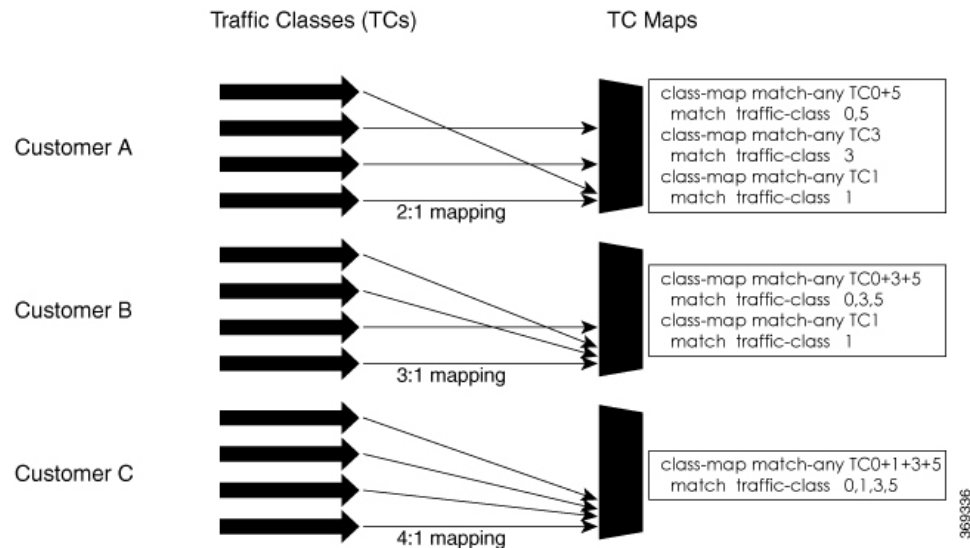 Traffic Classes (TCs)
TC Maps
Customer A
2:1 mapping
class-map match-any TC0+5
match traffic-class 0,5
class-map match-any TC3
match traffic-class 3
class-map match-any TC1
match traffic-class 1
Customer B
3:1 mapping
class-map match-any TC0+3+5
match traffic-class 0,3,5
class-map match-any TC1
match traffic-class 1
Customer C
4:1 mapping
class-map match-any TC0+1+3+5
match traffic-class 0,1,3,5
369336